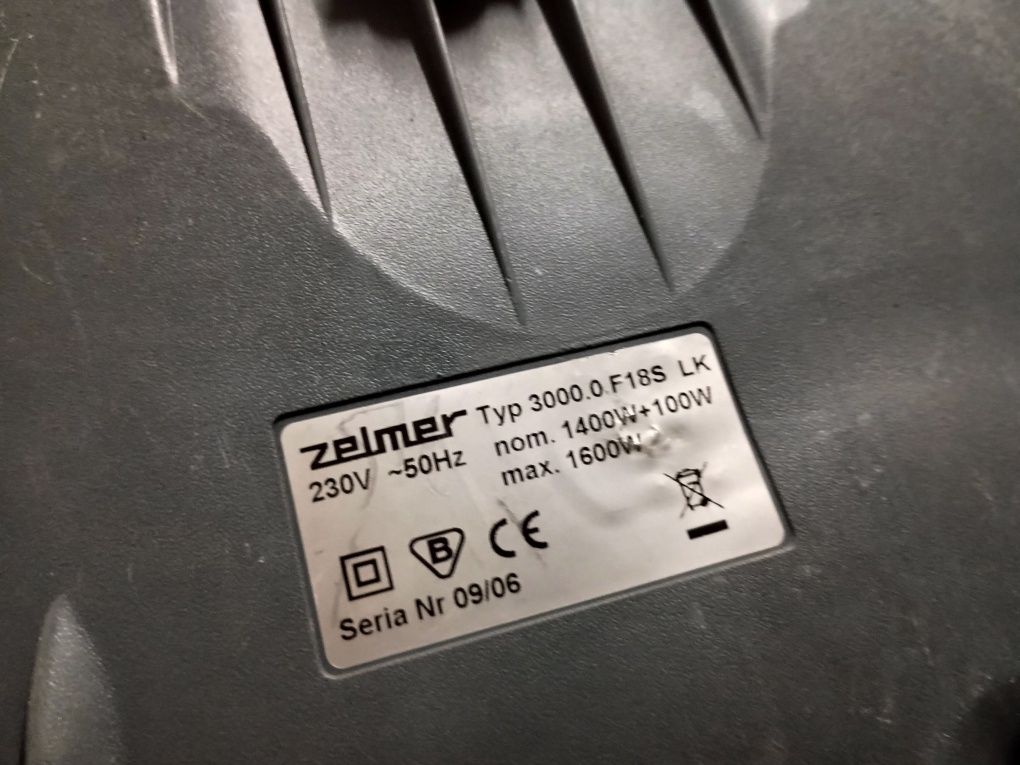 zelmer Typ 3000.0 F18S LK
230V ~50Hz nom. 1400W+100W
max. 1600W
B CE
Seria Nr 09/06